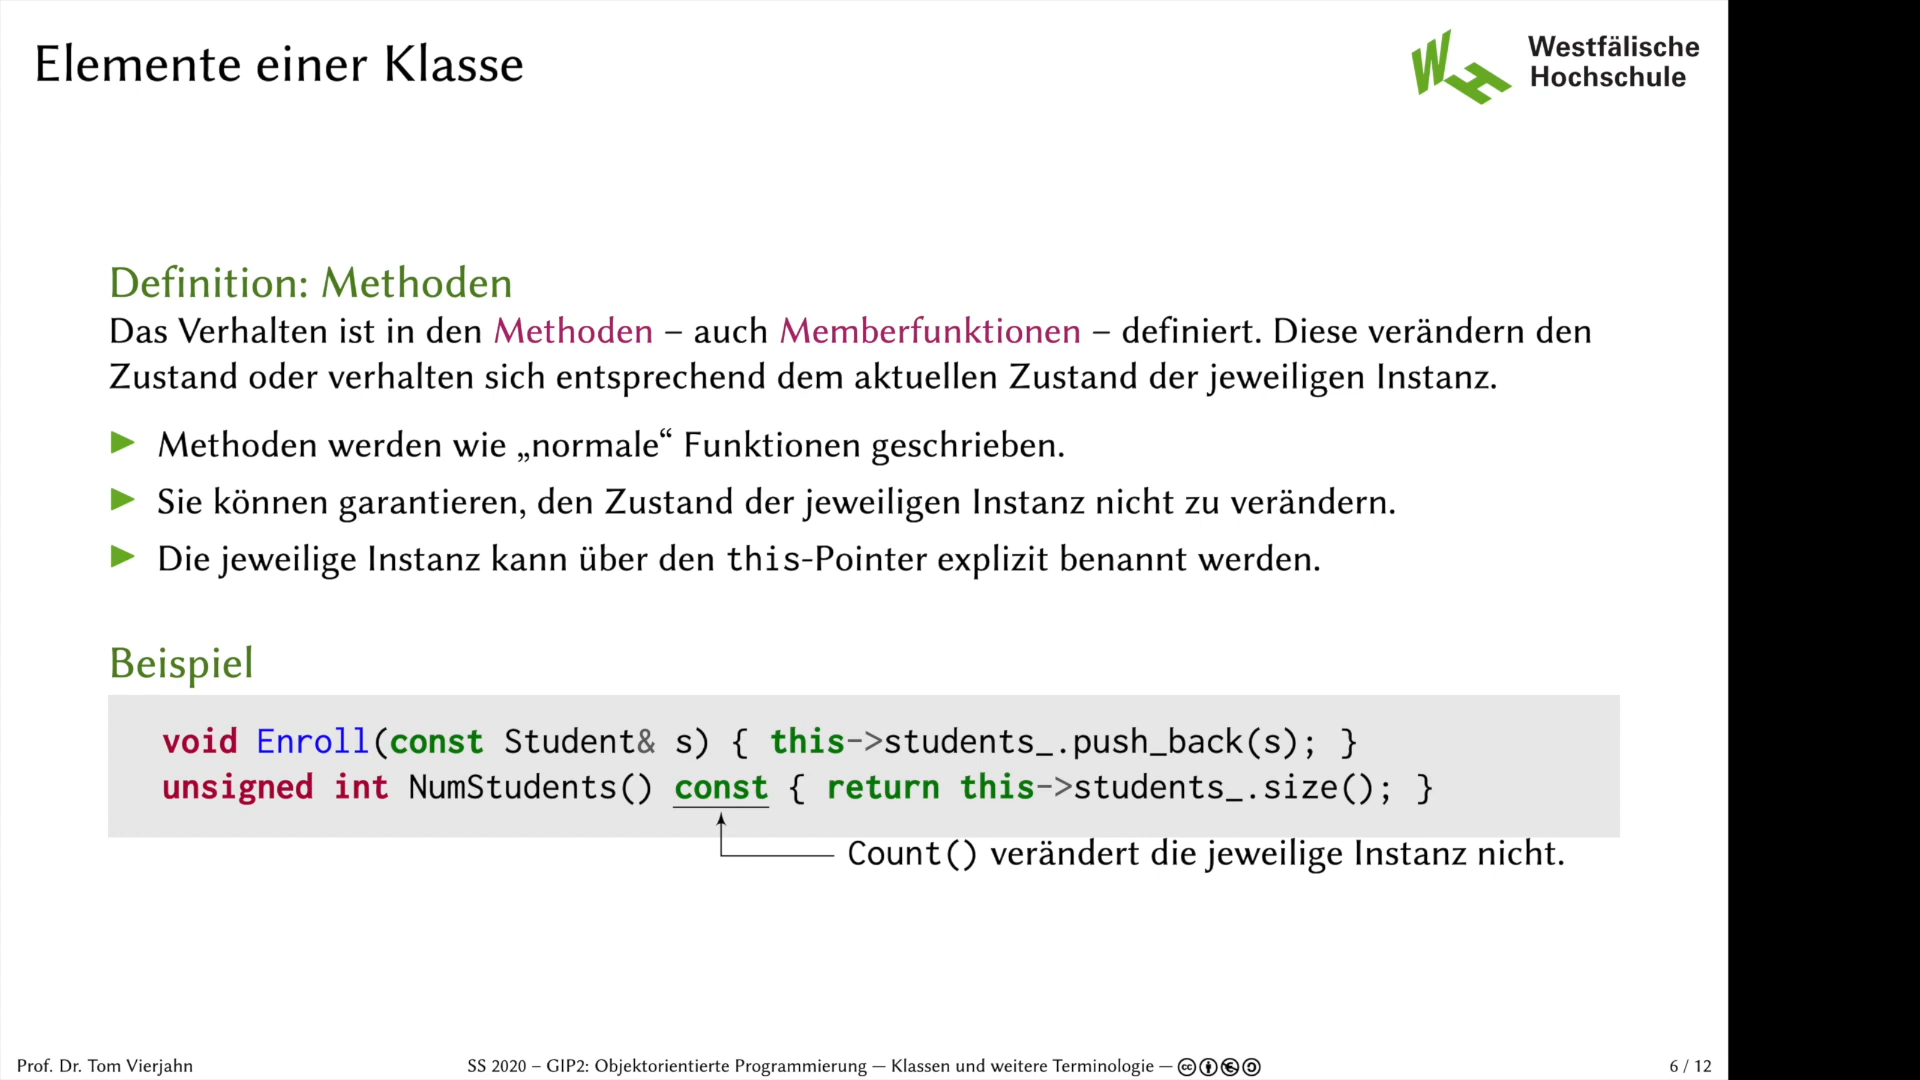 Elemente einer Klasse
Westfälische
Hochschule
Definition: Methoden
Das Verhalten ist in den Methoden – auch Memberfunktionen – definiert. Diese verändern den
Zustand oder verhalten sich entsprechend dem aktuellen Zustand der jeweiligen Instanz.
Methoden werden wie „normale“ Funktionen geschrieben.
Sie können garantieren, den Zustand der jeweiligen Instanz nicht zu verändern.
Die jeweilige Instanz kann über den this-Pointer explizit benannt werden.
Beispiel
void Enroll(const Student& s) { this->students_.push_back(s); }
unsigned int NumStudents() const { return this->students_.size(); }
Count() verändert die jeweilige Instanz nicht.
Prof. Dr. Tom Vierjahn
SS 2020 – GIP2: Objektorientierte Programmierung — Klassen und weitere Terminologie —
6 / 12